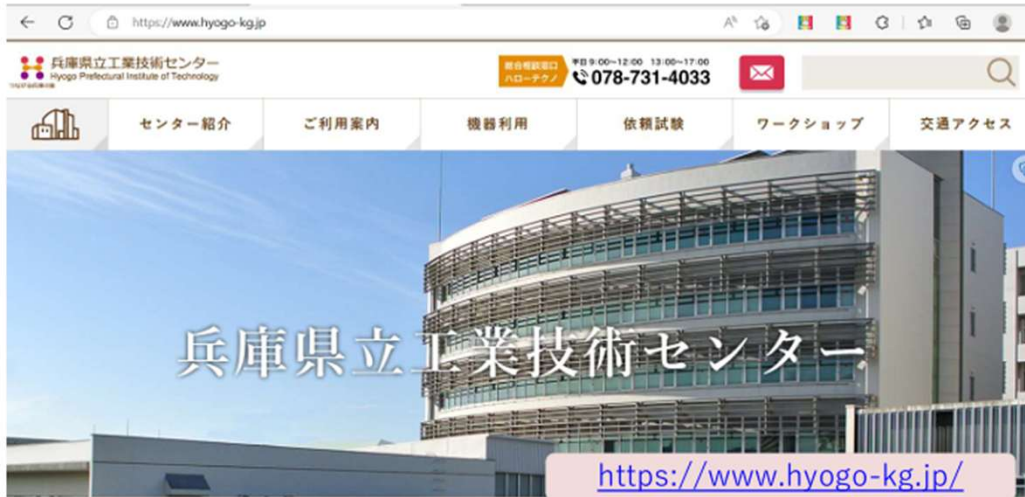 https://www.hyogo-kg.jp
兵庫県立工業技術センター
Hyogo Prefectural Institute of Technology
総合相談窓口
ハローテクノ
平日 9:00~12:00 13:00~17:00
078-731-4033
センター紹介
ご利用案内
機器利用
依頼試験
ワークショップ
交通アクセス
兵庫県立工業技術センター
https://www.hyogo-kg.jp/